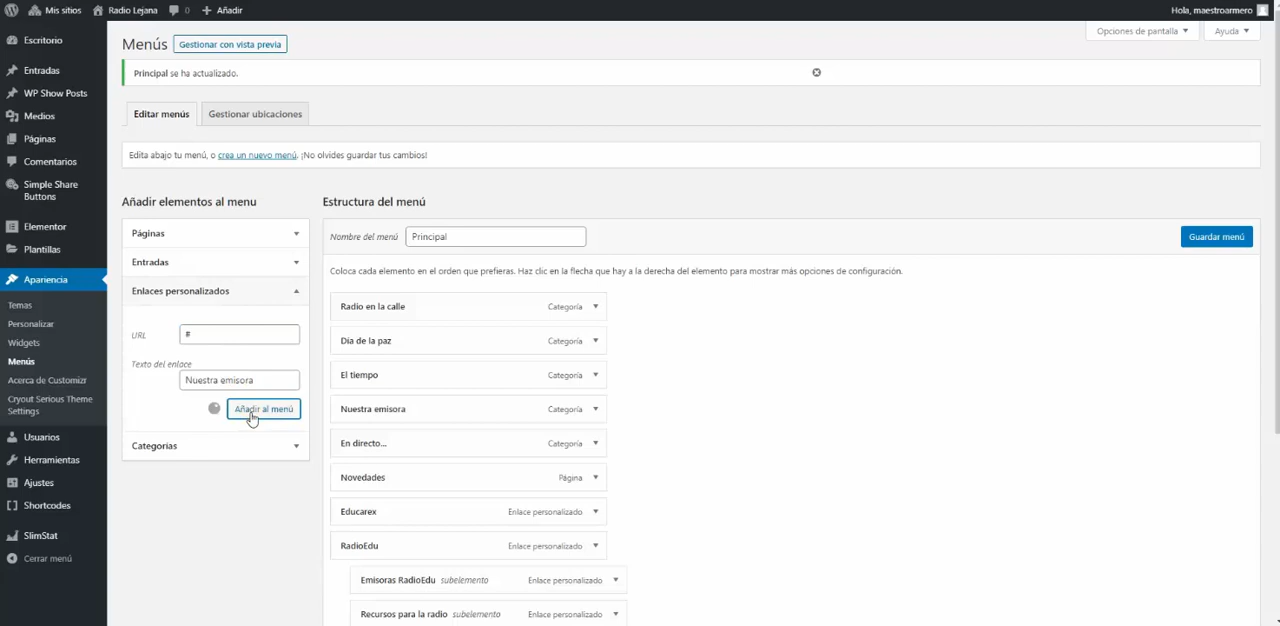 Mis sitios Radio Lejana 0 Añadir Hola, maestroarmero
Escritorio
Entradas
WP Show Posts
Medios
Páginas
Comentarios
Simple Share
Buttons
Elementor
Plantillas
Apariencia
Temas
Personalizar
Widgets
Menús
Acerca de Customizr
Cryout Serious Theme
Settings
Usuarios
Herramientas
Ajustes
Shortcodes
SlimStat
Cerrar menú
Opciones de pantalla Ayuda
Menús Gestionar con vista previa
Principal se ha actualizado.
Editar menús Gestionar ubicaciones
Edita abajo tu menú, o crea un nuevo menú. ¡No olvides guardar tus cambios!
Añadir elementos al menu
Páginas
Entradas
Enlaces personalizados
URL #
Texto del enlace
Nuestra emisora
Añadir al menú
Categorías
Estructura del menú
Nombre del menú Principal Guardar menú
Coloca cada elemento en el orden que prefieras. Haz clic en la flecha que hay a la derecha del elemento para mostrar más opciones de configuración.
Radio en la calle Categoría
Día de la paz Categoría
El tiempo Categoría
Nuestra emisora Categoría
En directo... Categoría
Novedades Página
Educarex Enlace personalizado
RadioEdu Enlace personalizado
Emisoras RadioEdu subelemento Enlace personalizado
Recursos para la radio subelemento Enlace personalizado